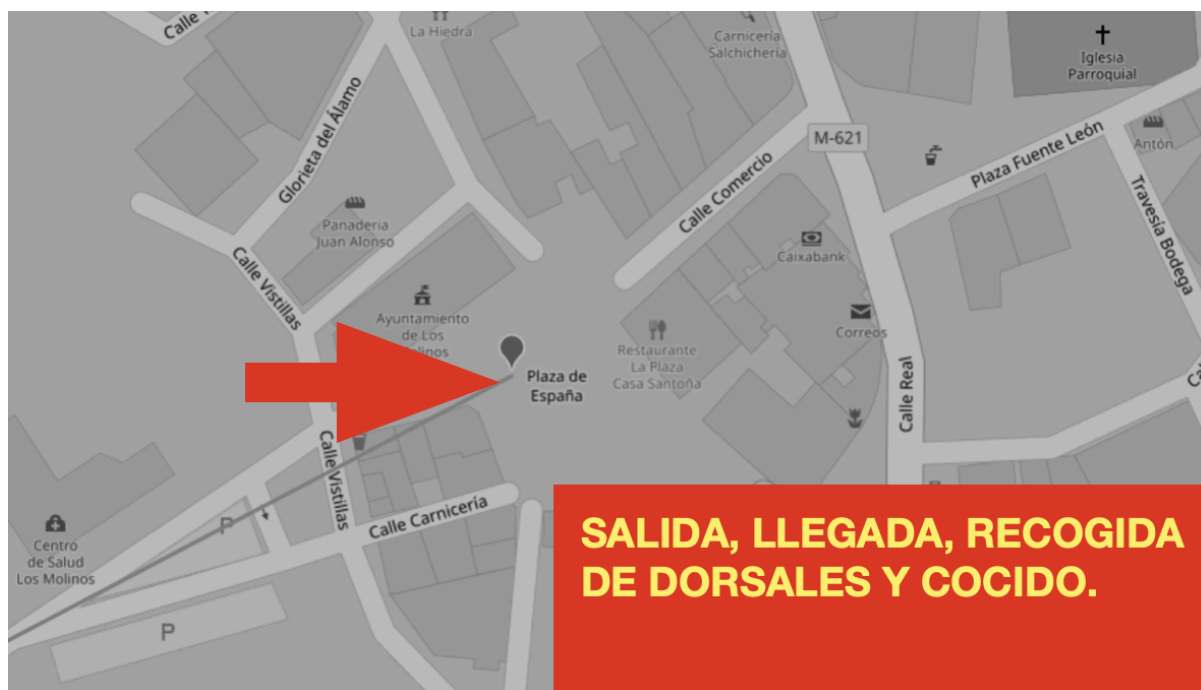 La Hiedra
Carnicería
Salchichería
Iglesia
Parroquial
M-621
Glorieta del Álamo
Plaza Fuente León
Antón
Calle Comercio
Travesía Bodega
Panaderia
Juan Alonso
Calle Vistillas
Caixabank
Ayuntamiento
de Los
Correos
Restaurante
La Plaza
Casa Santoña
Plaza de
España
Calle Real
Calle Vistillas
Calle Carnicería
P
Centro
de Salud
Los Molinos
P
SALIDA, LLEGADA, RECOGIDA
DE DORSALES Y COCIDO.